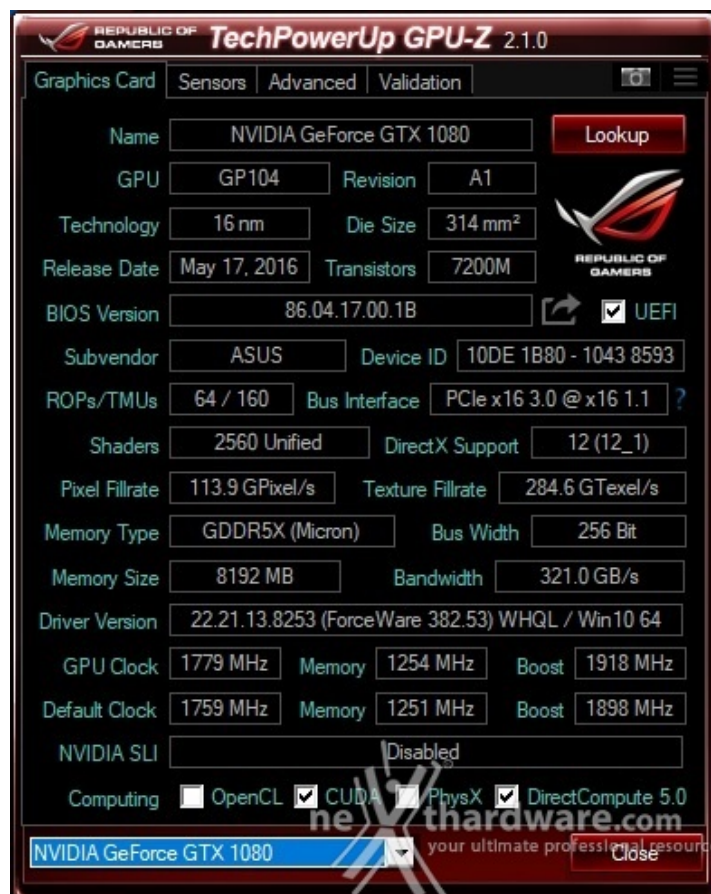 REPUBLIC OF GAMERS TechPowerUp GPU-Z 2.1.0
Graphics Card Sensors Advanced Validation
Name NVIDIA GeForce GTX 1080 Lookup
GPU GP104 Revision A1
Technology 16 nm Die Size 314 mm²
REPUBLIC OF GAMERS
Release Date May 17, 2016 Transistors 7200M
BIOS Version 86.04.17.00.1B UEFI
Subvendor ASUS Device ID 10DE 1B80 - 1043 8593
ROPs/TMUs 64 / 160 Bus Interface PCIe x16 3.0 @ x16 1.1 ?
Shaders 2560 Unified DirectX Support 12 (12_1)
Pixel Fillrate 113.9 GPixel/s Texture Fillrate 284.6 GTexel/s
Memory Type GDDR5X (Micron) Bus Width 256 Bit
Memory Size 8192 MB Bandwidth 321.0 GB/s
Driver Version 22.21.13.8253 (ForceWare 382.53) WHQL / Win10 64
GPU Clock 1779 MHz Memory 1254 MHz Boost 1918 MHz
Default Clock 1759 MHz Memory 1251 MHz Boost 1898 MHz
NVIDIA SLI Disabled
Computing OpenCL CUDA PhysX DirectCompute 5.0
nexthardware.com
your ultimate professional resource
NVIDIA GeForce GTX 1080 Close